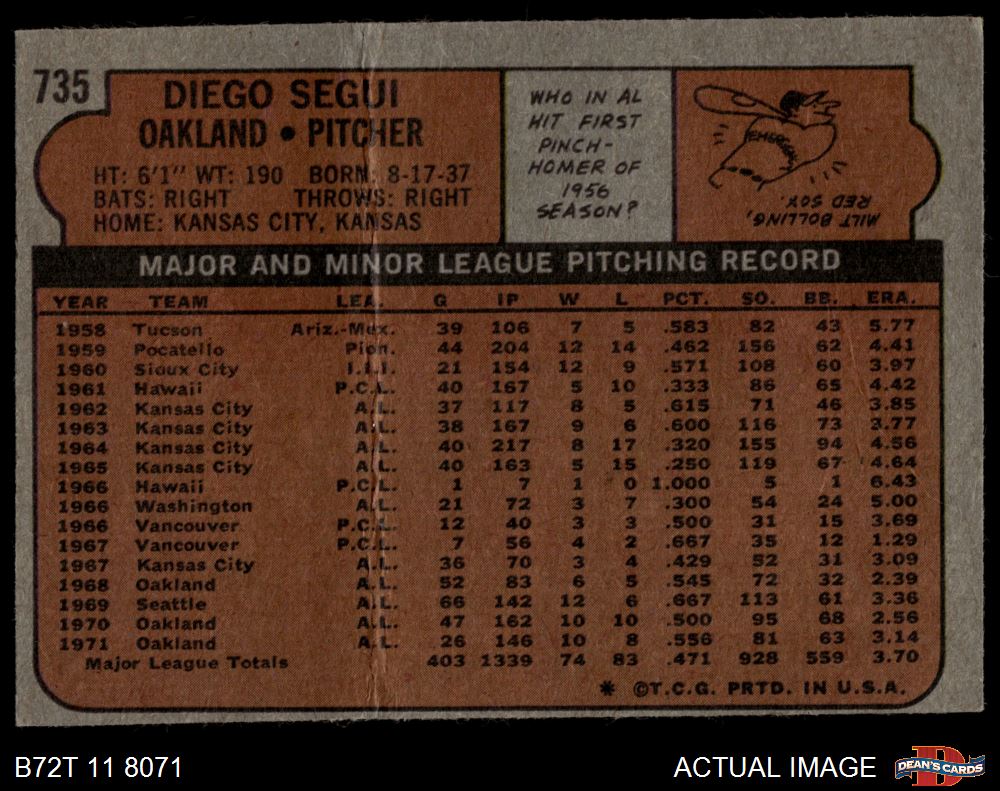 735
DIEGO SEGUI
OAKLAND • PITCHER
HT: 6'1" WT: 190 BORN: 8-17-37
BATS: RIGHT THROWS: RIGHT
HOME: KANSAS CITY, KANSAS
WHO IN AL
HIT FIRST
PINCH-
HOMER OF
1956
SEASON?
EMERGENCY
MILT BOLLING,
RED SOX.
MAJOR AND MINOR LEAGUE PITCHING RECORD
YEAR TEAM LEA. G IP W L PCT. SO. BB. ERA.
1958 Tucson Ariz.-Mex. 39 106 7 5 .583 82 43 5.77
1959 Pocatello Pion. 44 204 12 14 .462 156 62 4.41
1960 Sioux City I.I.I. 21 154 12 9 .571 108 60 3.97
1961 Hawaii P.C.L. 40 167 5 10 .333 86 65 4.42
1962 Kansas City A.L. 37 117 8 5 .615 71 46 3.85
1963 Kansas City A.L. 38 167 9 6 .600 116 73 3.77
1964 Kansas City A.L. 40 217 8 17 .320 155 94 4.56
1965 Kansas City A.L. 40 163 5 15 .250 119 67 4.64
1966 Hawaii P.C.L. 1 7 1 0 1.000 5 1 6.43
1966 Washington A.L. 21 72 3 7 .300 54 24 5.00
1966 Vancouver P.C.L. 12 40 3 3 .500 31 15 3.69
1967 Vancouver P.C.L. 7 56 4 2 .667 35 12 1.29
1967 Kansas City A.L. 36 70 3 4 .429 52 31 3.09
1968 Oakland A.L. 52 83 6 5 .545 72 32 2.39
1969 Seattle A.L. 66 142 12 6 .667 113 61 3.36
1970 Oakland A.L. 47 162 10 10 .500 95 68 2.56
1971 Oakland A.L. 26 146 10 8 .556 81 63 3.14
Major League Totals 403 1339 74 83 .471 928 559 3.70
* ©T.C.G. PRTD. IN U.S.A.
B72T 11 8071
ACTUAL IMAGE
D
DEAN'S CARDS